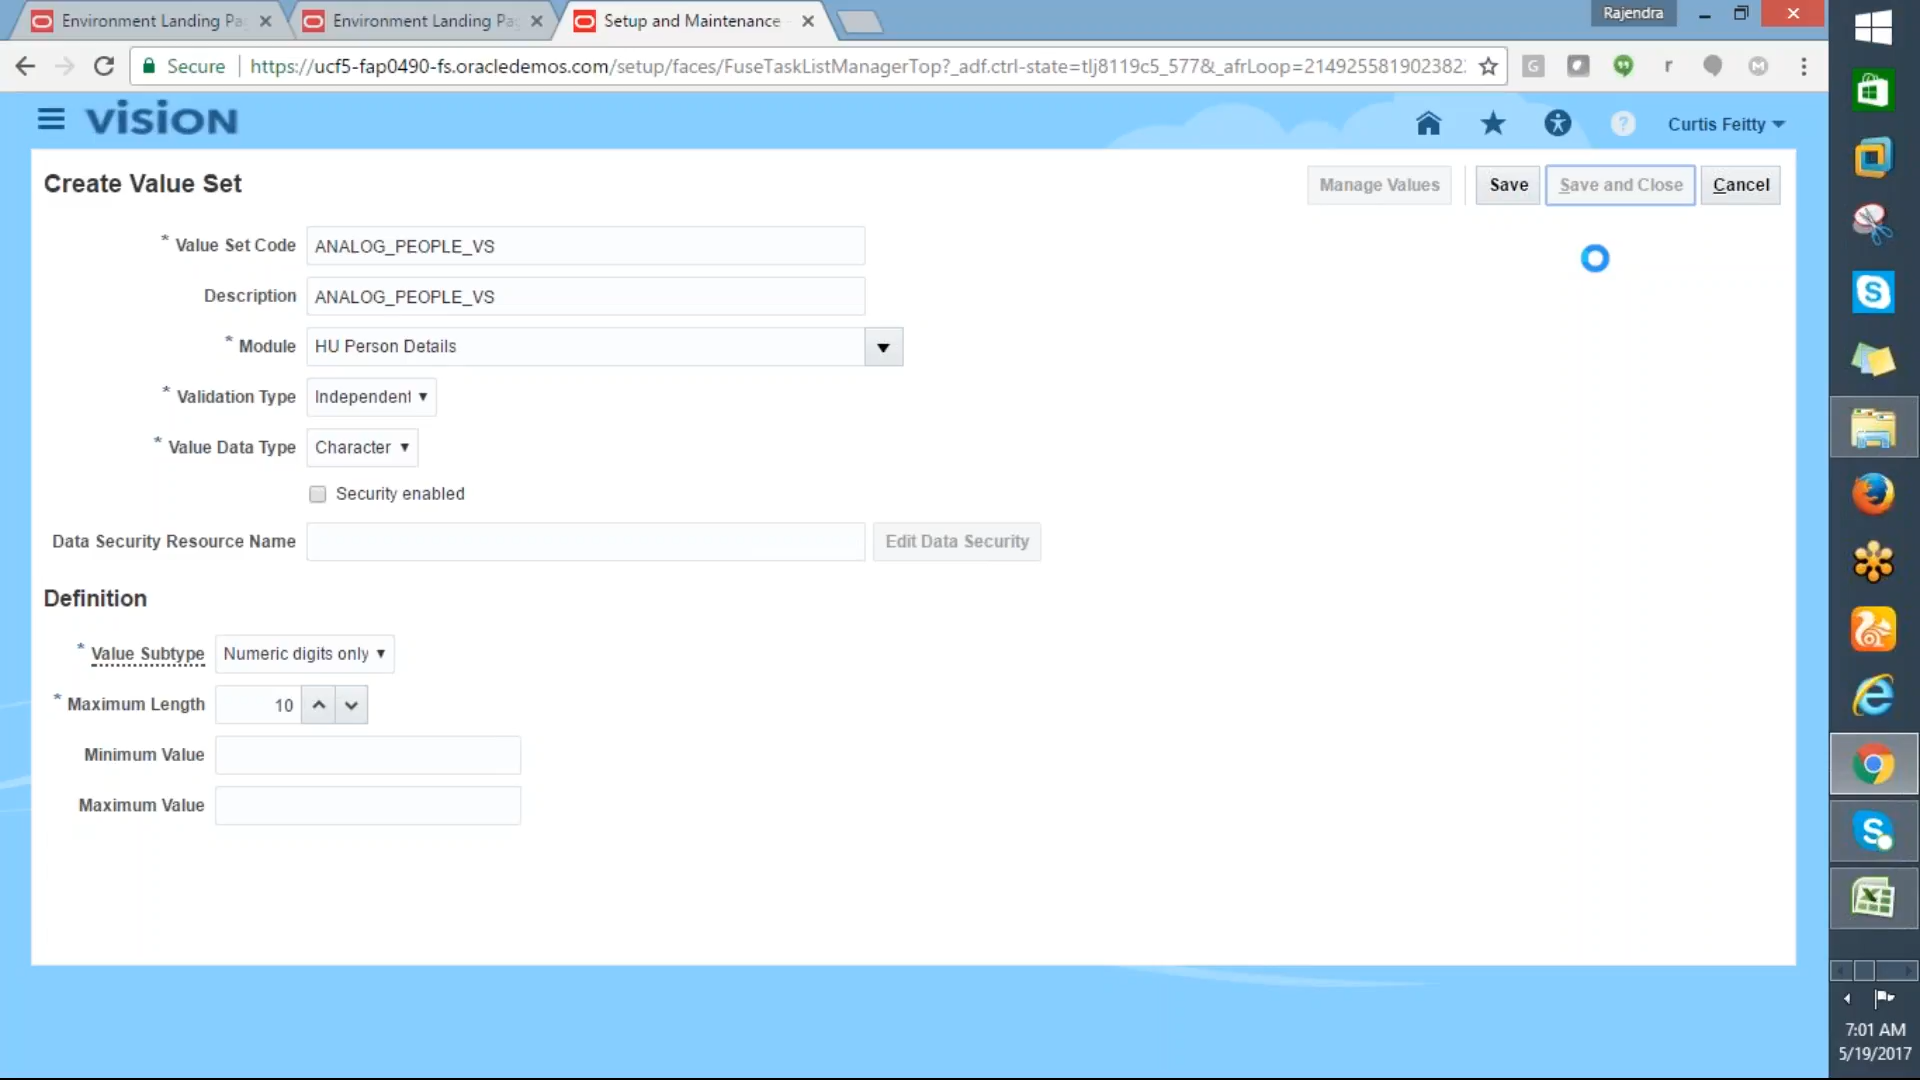 Environment Landing Pa
Environment Landing Pa
Setup and Maintenance
Rajendra
Secure
https://ucf5-fap0490-fs.oracledemos.com/setup/faces/FuseTaskListManagerTop?_adf.ctrl-state=tlj8119c5_577&_afrLoop=214925581902382
vision
Curtis Feitty
Create Value Set
Manage Values
Save
Save and Close
Cancel
* Value Set Code ANALOG_PEOPLE_VS
Description ANALOG_PEOPLE_VS
* Module HU Person Details
* Validation Type Independent
* Value Data Type Character
Security enabled
Data Security Resource Name
Edit Data Security
Definition
* Value Subtype Numeric digits only
* Maximum Length 10
Minimum Value
Maximum Value
7:01 AM
5/19/2017